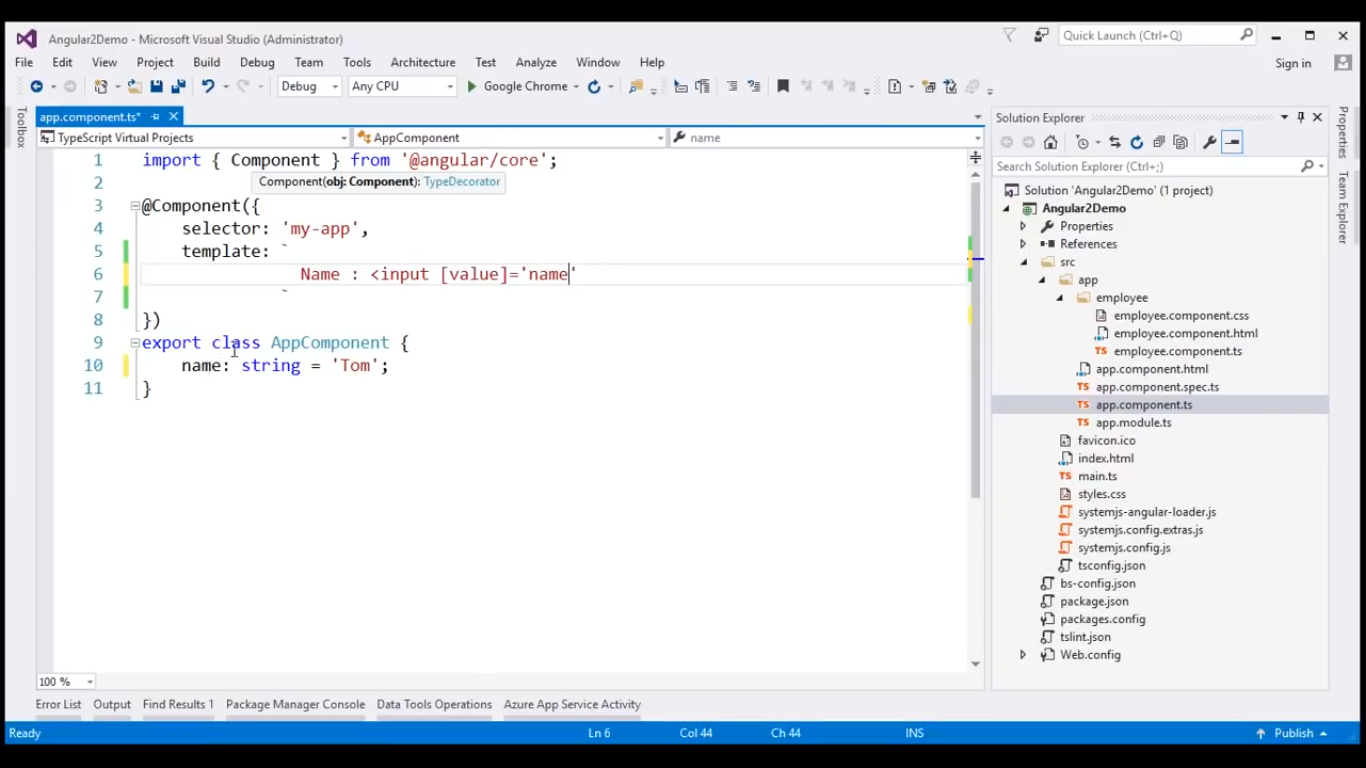 Angular2Demo - Microsoft Visual Studio (Administrator)
Quick Launch (Ctrl+Q)
File Edit View Project Build Debug Team Tools Architecture Test Analyze Window Help
Sign in
Debug Any CPU Google Chrome
Toolbox
app.component.ts*
TypeScript Virtual Projects AppComponent name
1 import { Component } from '@angular/core';
2 Component(obj: Component): TypeDecorator
3 @Component({
4 selector: 'my-app',
5 template: `
6 Name : <input [value]='name'
7 `
8 })
9 export class AppComponent {
10 name: string = 'Tom';
11 }
100 %
Solution Explorer
Search Solution Explorer (Ctrl+;)
Solution 'Angular2Demo' (1 project)
Angular2Demo
Properties
References
src
app
employee
employee.component.css
employee.component.html
employee.component.ts
app.component.html
app.component.spec.ts
app.component.ts
app.module.ts
favicon.ico
index.html
main.ts
styles.css
systemjs-angular-loader.js
systemjs.config.extras.js
systemjs.config.js
tsconfig.json
bs-config.json
package.json
packages.config
tslint.json
Web.config
Properties
Team Explorer
Error List Output Find Results 1 Package Manager Console Data Tools Operations Azure App Service Activity
Ready Ln 6 Col 44 Ch 44 INS Publish